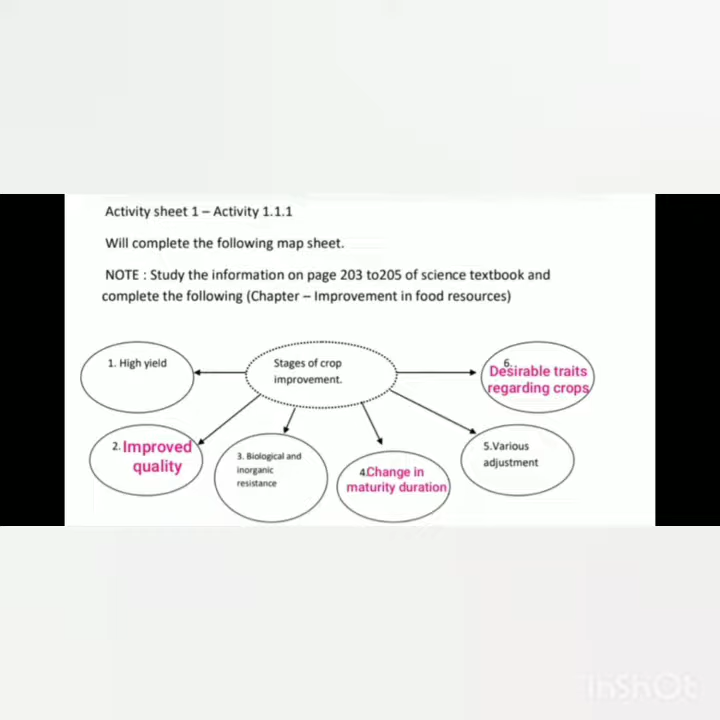 Activity sheet 1 – Activity 1.1.1
Will complete the following map sheet.
NOTE : Study the information on page 203 to205 of science textbook and
complete the following (Chapter – Improvement in food resources)
Stages of crop
improvement.
1. High yield
2. Improved
quality
3. Biological and
inorganic
resistance
4.Change in
maturity duration
5.Various
adjustment
6.
Desirable traits
regarding crops
InShOt